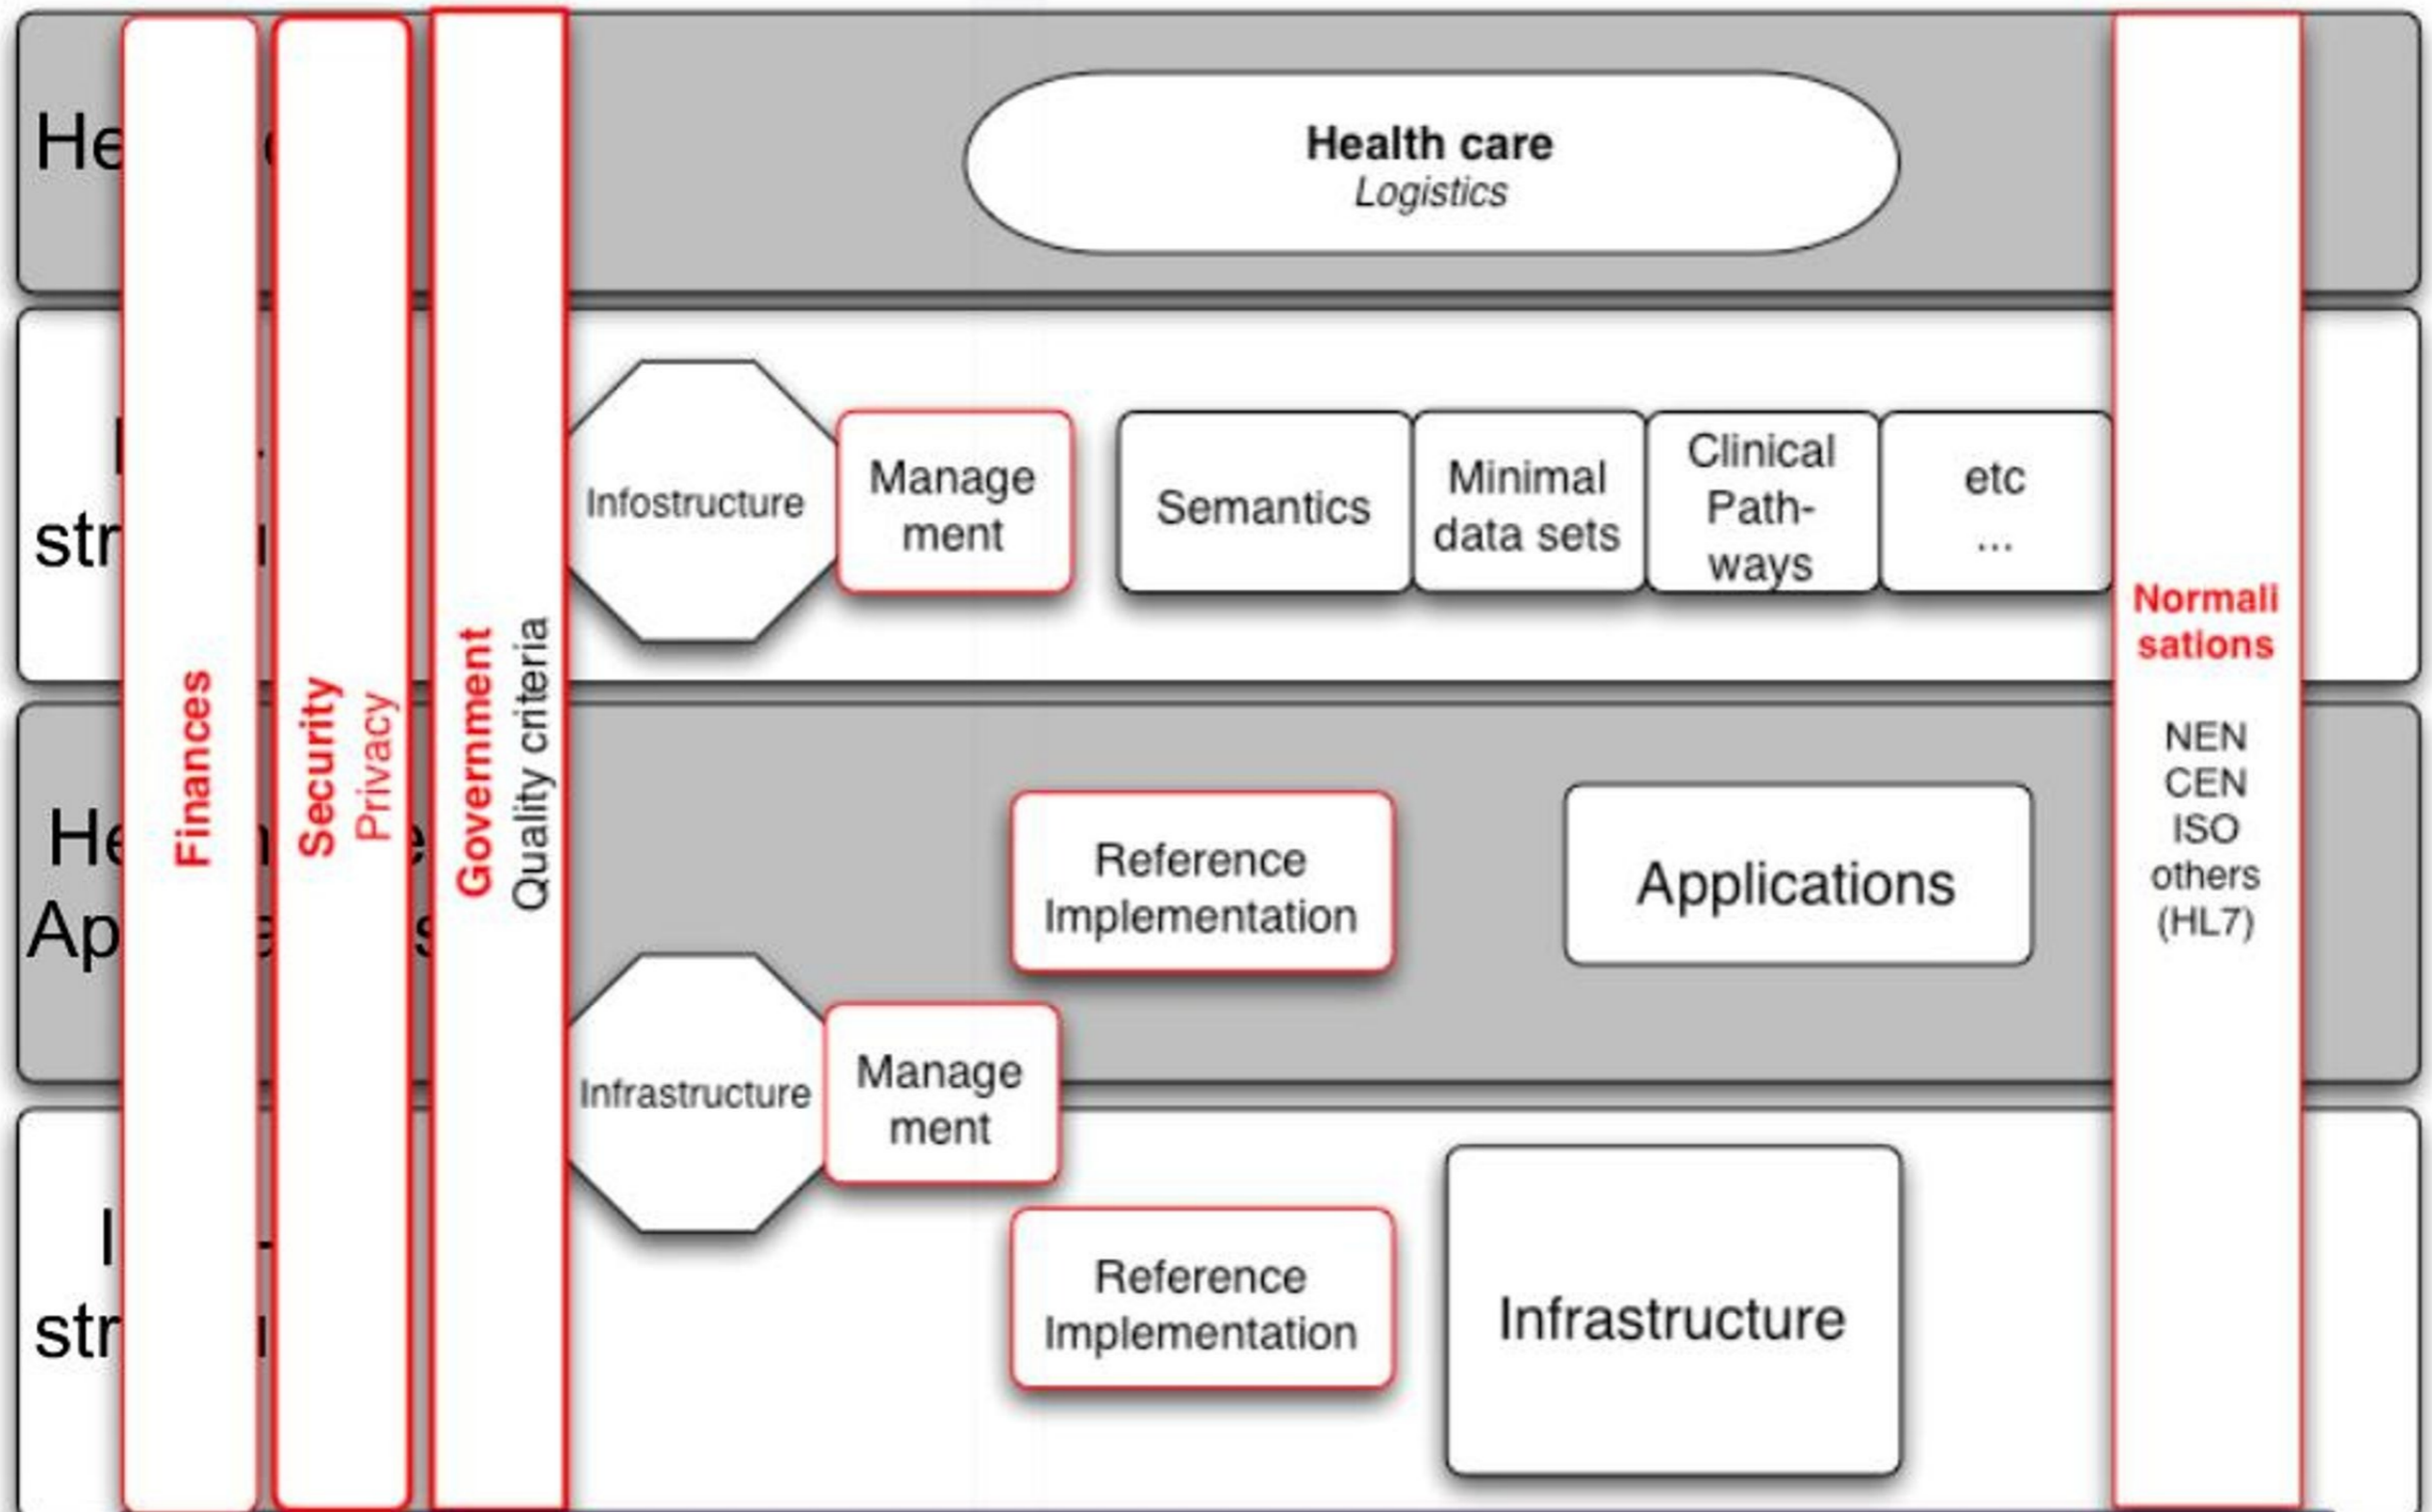 Health care
Logistics
Infostructure
Manage
ment
Semantics
Minimal
data sets
Clinical
Path-
ways
etc
...
Finances
Security
Privacy
Government
Quality criteria
Normali
sations
NEN
CEN
ISO
others
(HL7)
Reference
Implementation
Applications
Infrastructure
Manage
ment
Reference
Implementation
Infrastructure